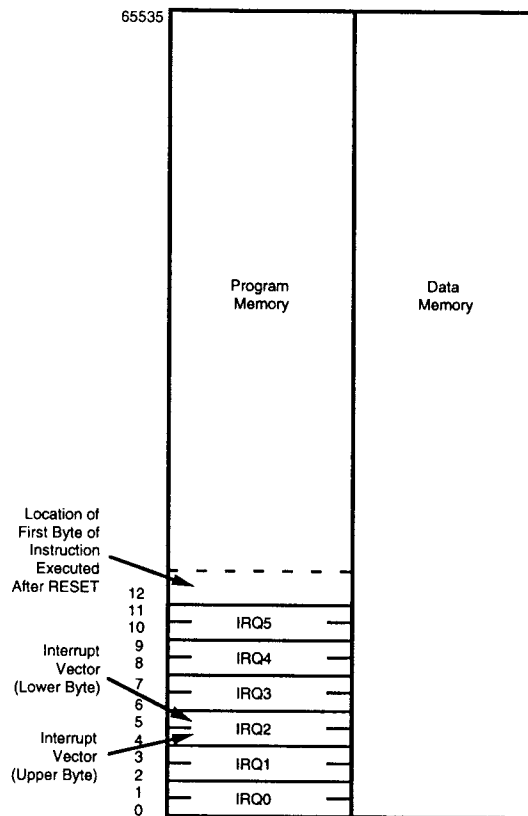 65535
Program
Memory
Data
Memory
Location of
First Byte of
Instruction
Executed
After RESET
12
11
10
IRQ5
9
8
IRQ4
Interrupt
Vector
(Lower Byte)
7
6
IRQ3
5
4
IRQ2
Interrupt
Vector
(Upper Byte)
3
2
IRQ1
1
0
IRQ0